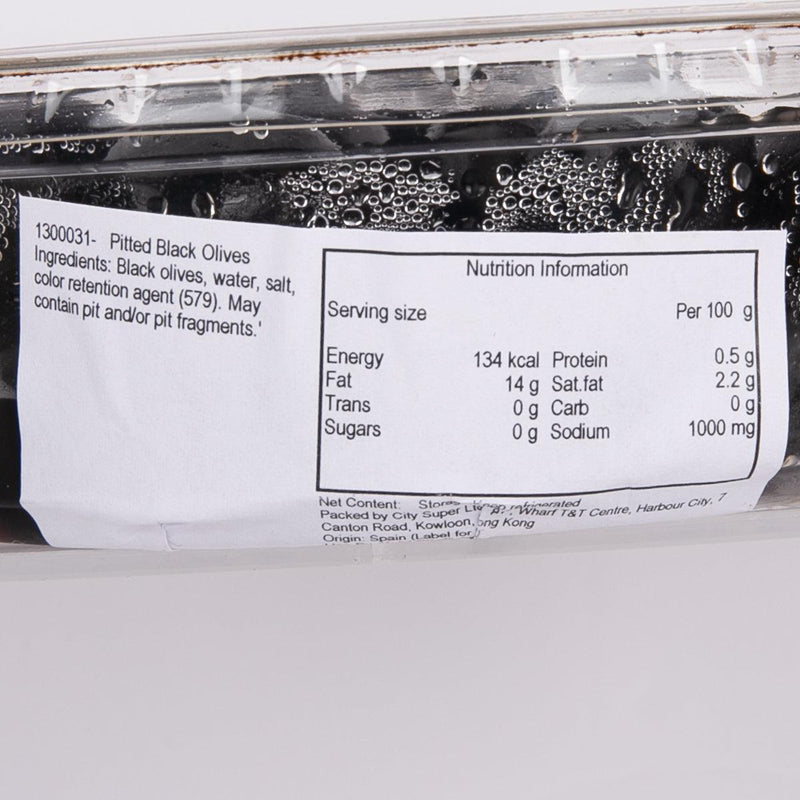 1300031- Pitted Black Olives
Ingredients: Black olives, water, salt,
color retention agent (579). May
contain pit and/or pit fragments.'
Nutrition Information
Serving size Per 100 g
Energy 134 kcal Protein 0.5 g
Fat 14 g Sat.fat 2.2 g
Trans 0 g Carb 0 g
Sugars 0 g Sodium 1000 mg
Net Content: refrigerated
Packed by City Super Wharf T&T Centre, Harbour City, 7
Canton Road, Kowloon, ong Kong
Origin: Spain (Label for